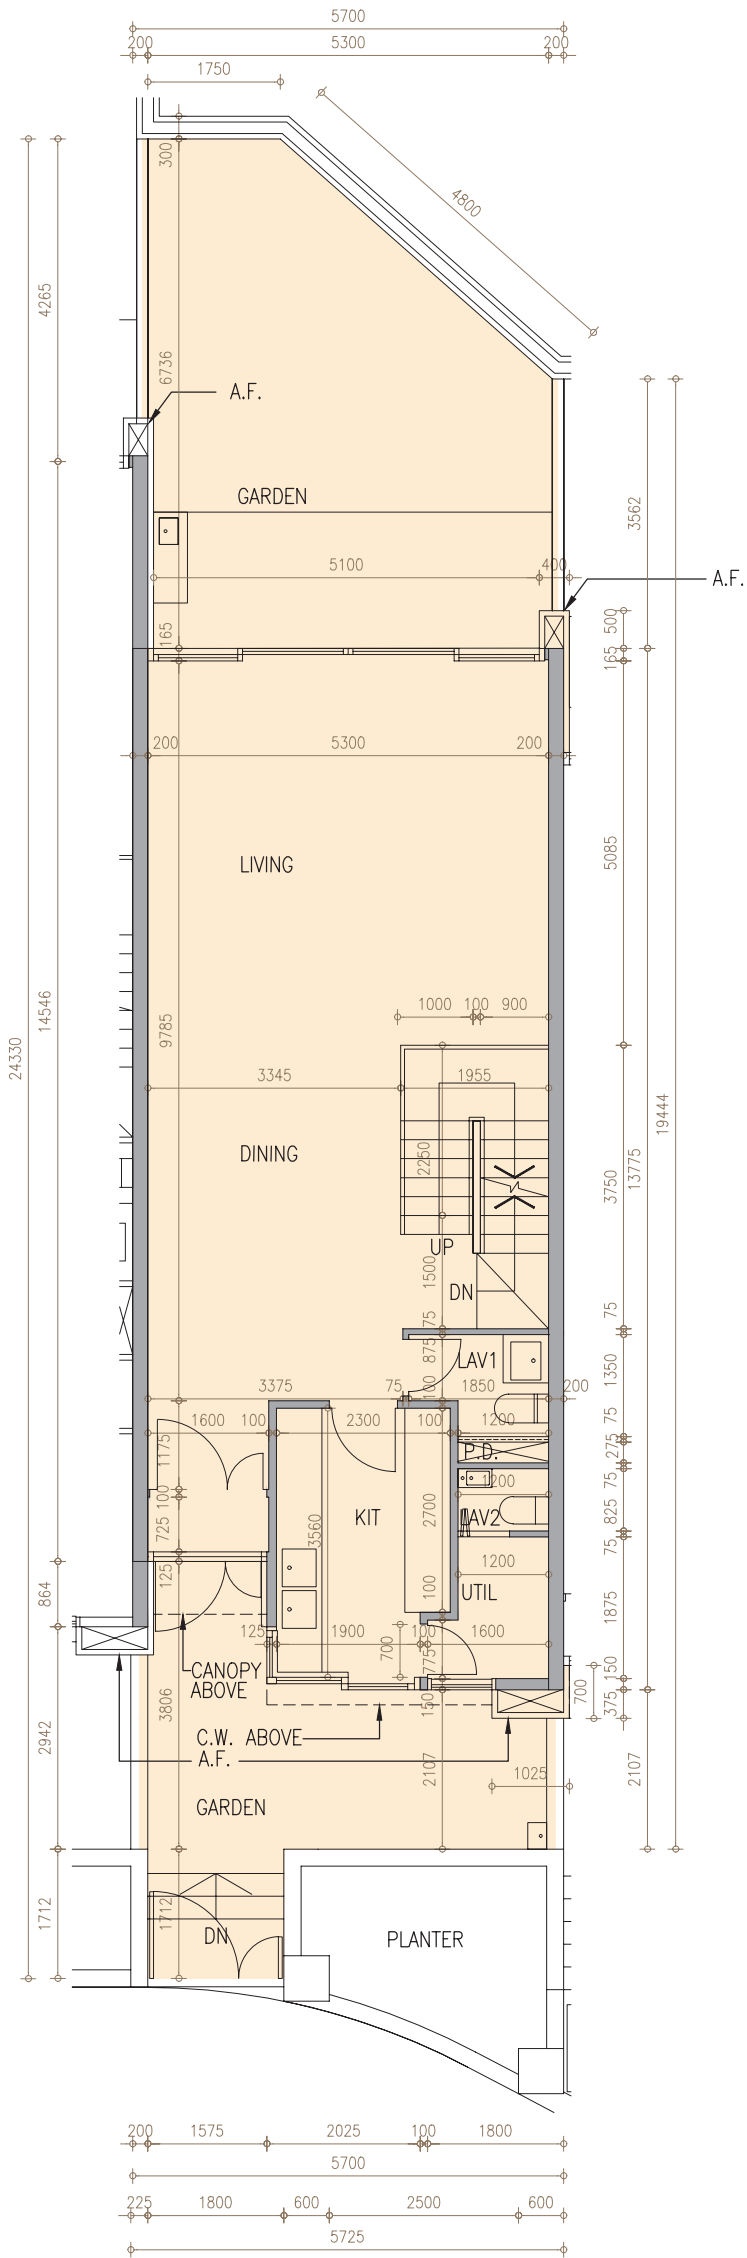 5700
200 5300 200
1750
300
4800
4265
6736
A.F.
3562
GARDEN
5100 400
A.F.
500
165
165
200 5300 200
LIVING
5085
14546
1000 100 900
9785
24330
3345 1955
19444
DINING
2250
3750
13775
UP
1500
DN
75
75
875
LAV1
1350
3375 75 100 1850 200
1600 100 2300 100 1200
75
1175
P.D.
275
1200
75
100
KIT
2700
LAV2
825
725
3560
75
125
1200
864
100
UTIL
1875
125 1900 100 1600
700
775
CANOPY
ABOVE
150
700
3806
150
375
C.W. ABOVE
2942
A.F.
2107
1025
2107
GARDEN
1712
1712
DN
PLANTER
200 1575 2025 100 1800
5700
225 1800 600 2500 600
5725